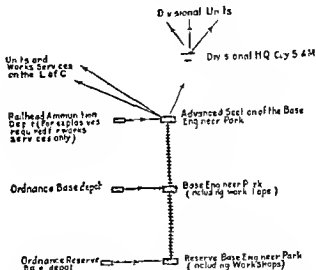 Divisional Units
Units and
Works Services
on the L of C
Divisional HQ Coy S & M
Railhead Ammunition
Depot (For explosives
required for works
services only)
Advanced Section of the Base
Engineer Park
Ordnance Base depot
Base Engineer Park
(including work
Ordnance Reserve
Base depot
Reserve Base Engineer Park
(including Workshops)